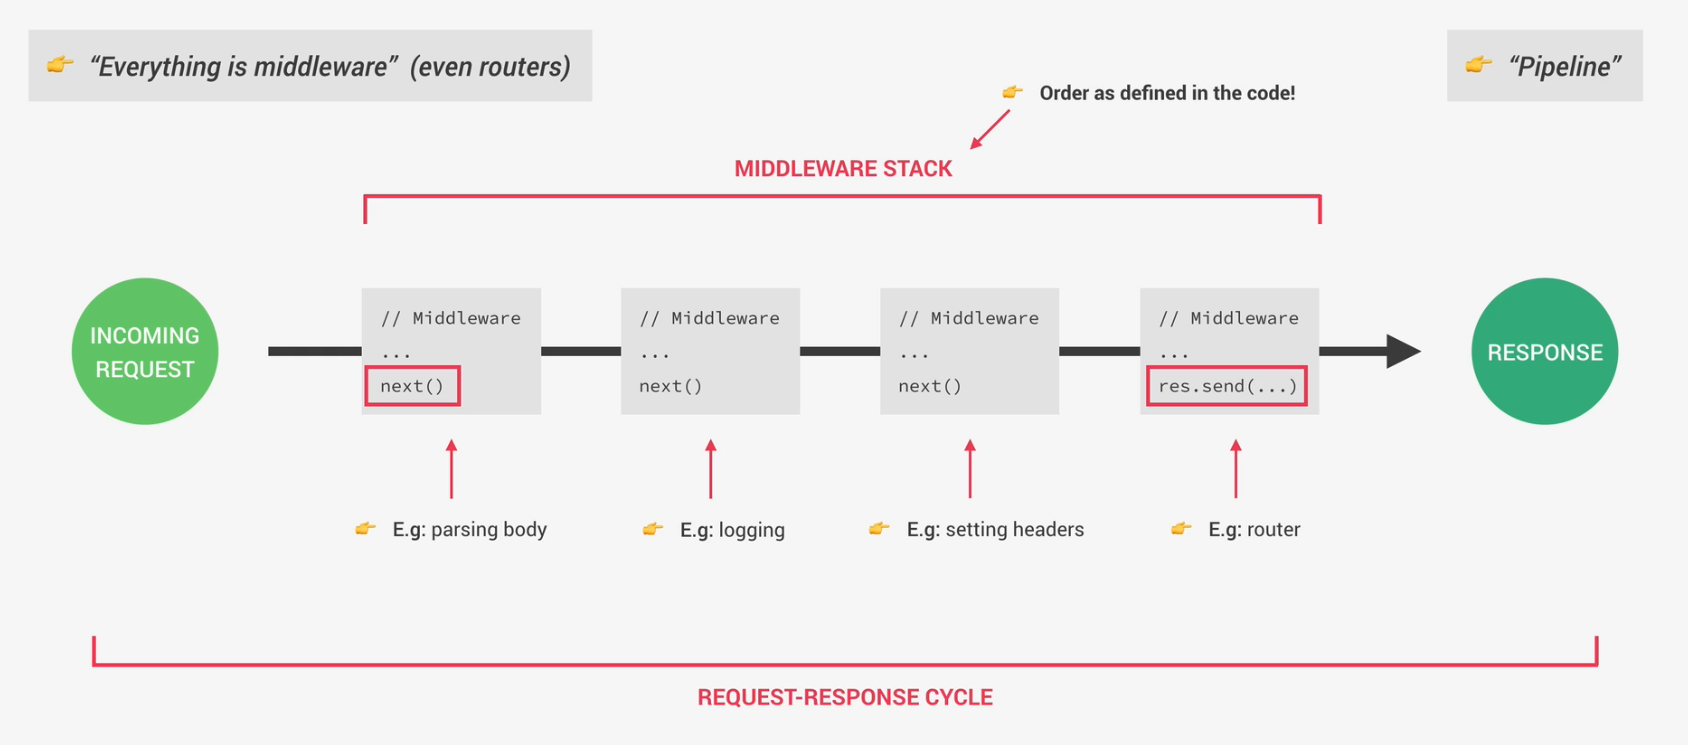 👉 “Everything is middleware” (even routers)
👉 “Pipeline”
👉 Order as defined in the code!
MIDDLEWARE STACK
INCOMING
REQUEST
// Middleware
...
next()
// Middleware
...
next()
// Middleware
...
next()
// Middleware
...
res.send(...)
RESPONSE
👉 E.g: parsing body
👉 E.g: logging
👉 E.g: setting headers
👉 E.g: router
REQUEST-RESPONSE CYCLE